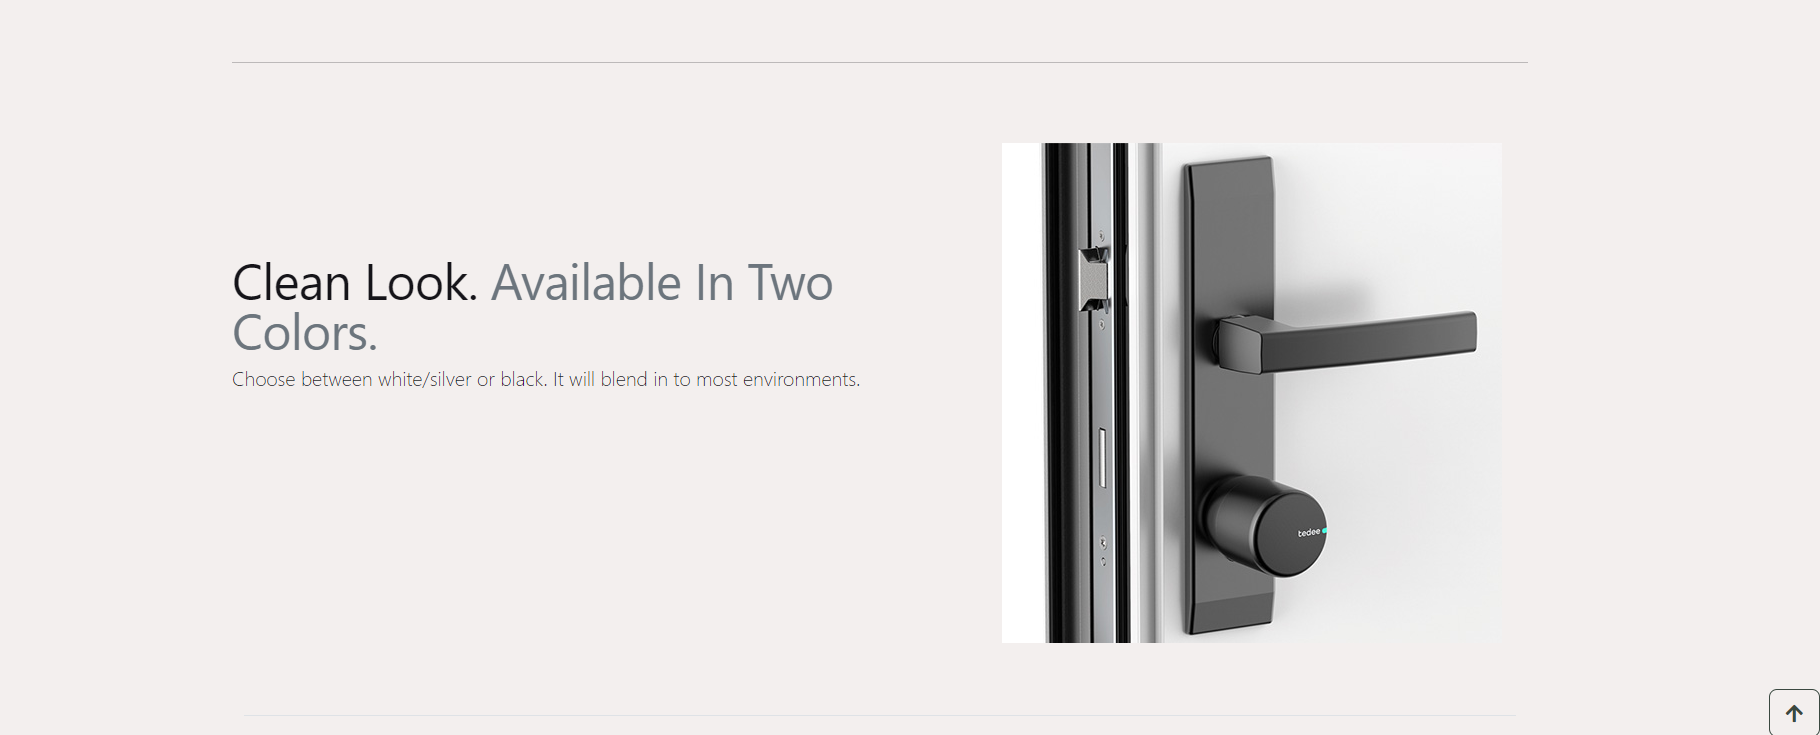 Clean Look. Available In Two
Colors.
Choose between white/silver or black. It will blend in to most environments.
tedee